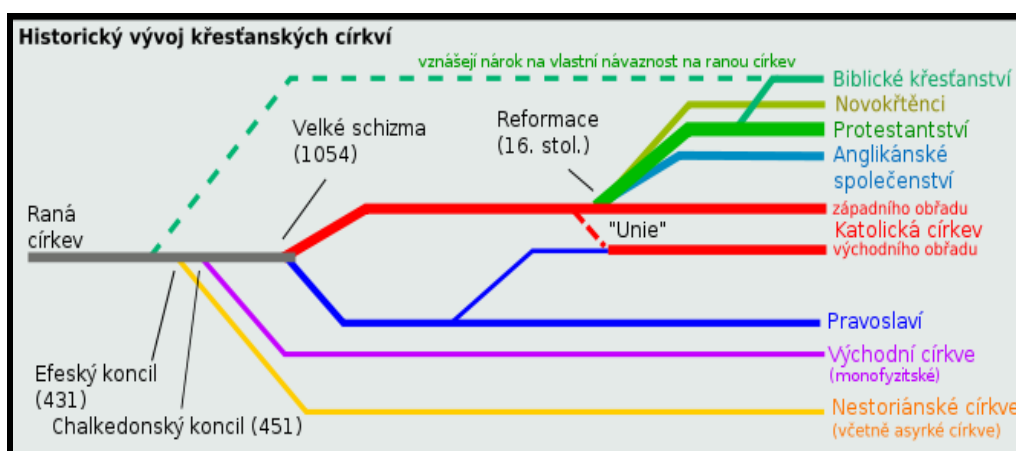 Historický vývoj křesťanských církví
vznášejí nárok na vlastní návaznost na ranou církev
Biblické křesťanství
Novokřtěnci
Protestantství
Anglikánské
společenství
Reformace
(16. stol.)
Velké schizma
(1054)
západního obřadu
Raná
církev
"Unie"
Katolická církev
východního obřadu
Pravoslaví
Východní církve
(monofyzitské)
Efeský koncil
(431)
Chalkedonský koncil (451)
Nestoriánské církve
(včetně asyrké církve)